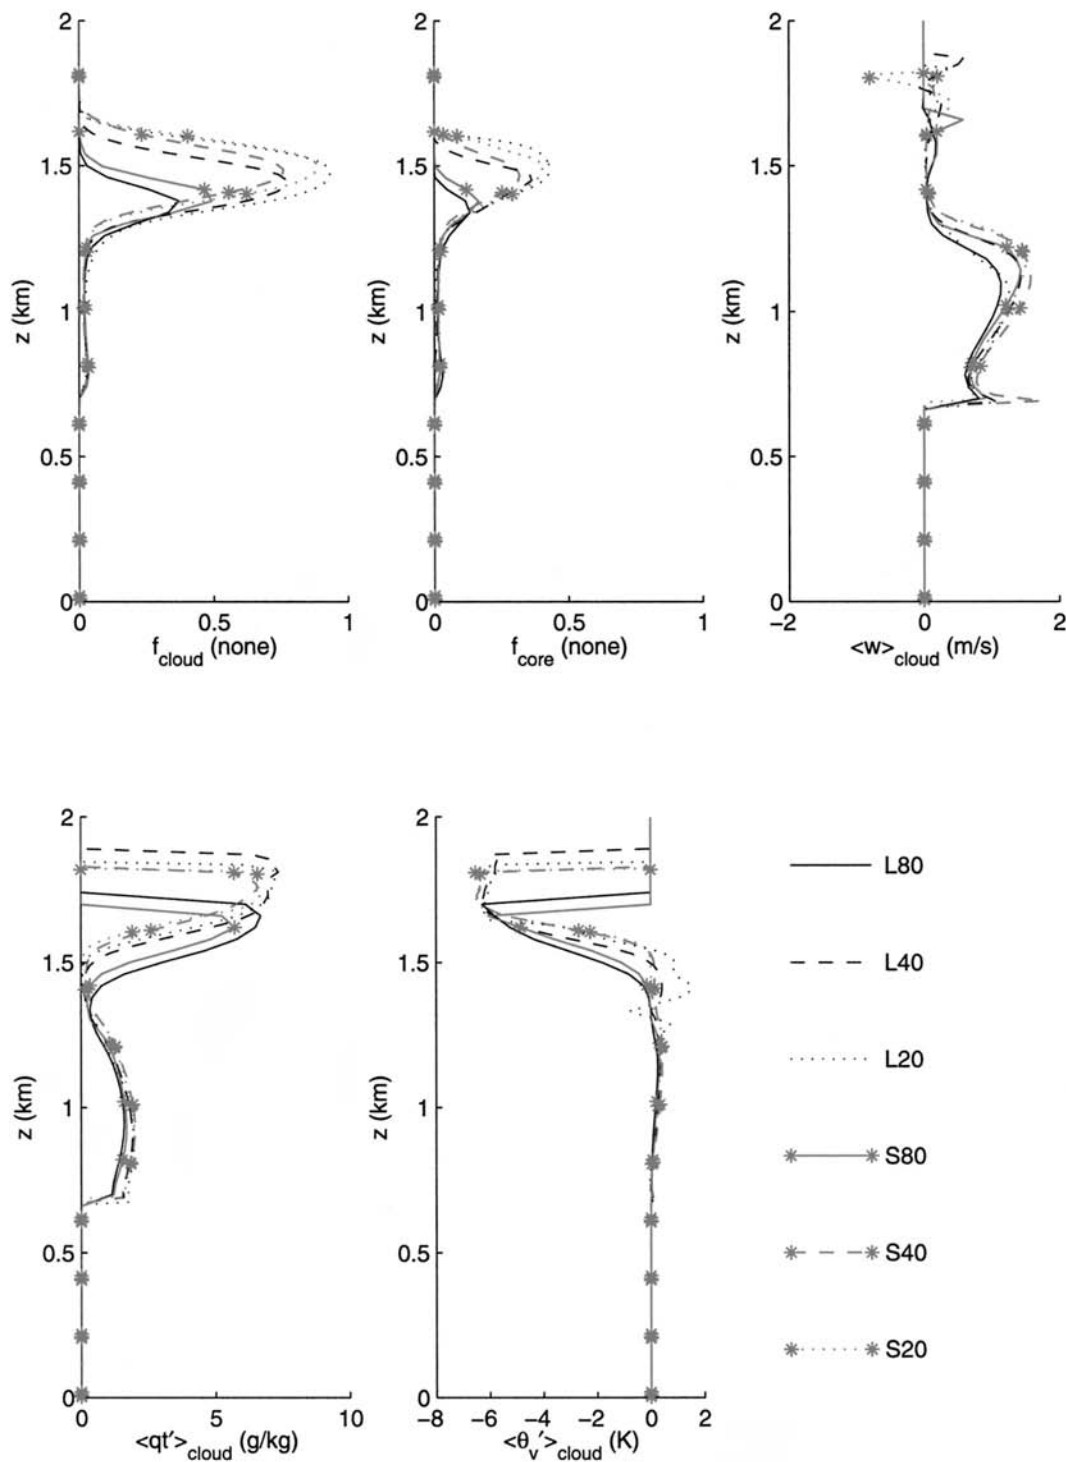 2
1.5
1
0.5
0
z (km)
0 0.5 1
f_cloud (none)
2
1.5
1
0.5
0
z (km)
0 0.5 1
f_core (none)
2
1.5
1
0.5
0
z (km)
−2 0 2
<w>_cloud (m/s)
2
1.5
1
0.5
0
z (km)
0 5 10
<qt′>_cloud (g/kg)
2
1.5
1
0.5
0
z (km)
−8 −6 −4 −2 0 2
<θ_v′>_cloud (K)
L80
L40
L20
S80
S40
S20